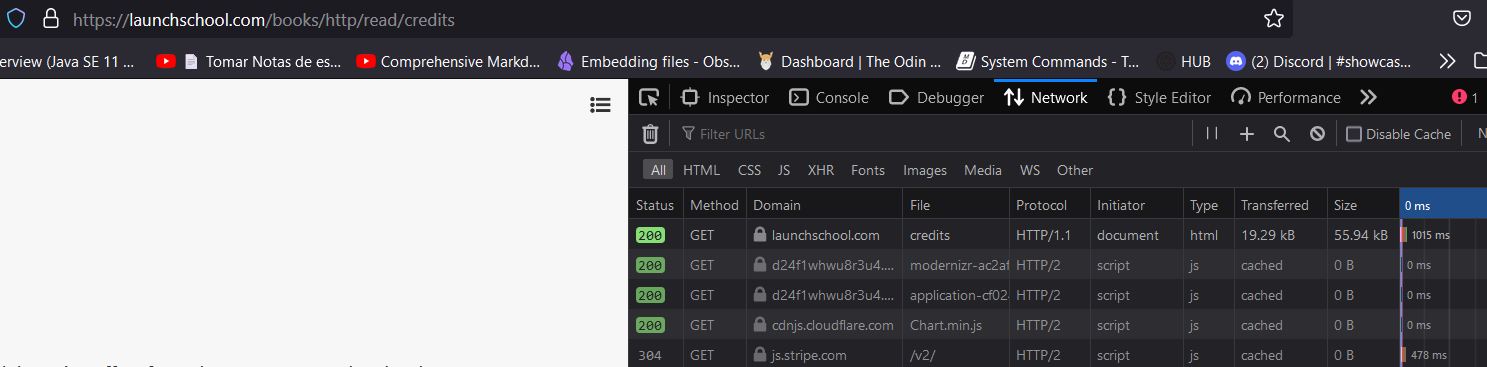 https://launchschool.com/books/http/read/credits
erview (Java SE 11 ... Tomar Notas de es... Comprehensive Markd... Embedding files - Obs... Dashboard | The Odin ... System Commands - T... HUB (2) Discord | #showcas...
Inspector Console Debugger Network Style Editor Performance 1
Filter URLs Disable Cache N
All HTML CSS JS XHR Fonts Images Media WS Other
Status Method Domain File Protocol Initiator Type Transferred Size 0 ms
200 GET launchschool.com credits HTTP/1.1 document html 19.29 kB 55.94 kB 1015 ms
200 GET d24f1whwu8r3u4.... modernizr-ac2af HTTP/2 script js cached 0 B 0 ms
200 GET d24f1whwu8r3u4.... application-cf02 HTTP/2 script js cached 0 B 0 ms
200 GET cdnjs.cloudflare.com Chart.min.js HTTP/2 script js cached 0 B 0 ms
304 GET js.stripe.com /v2/ HTTP/2 script js cached 0 B 478 ms